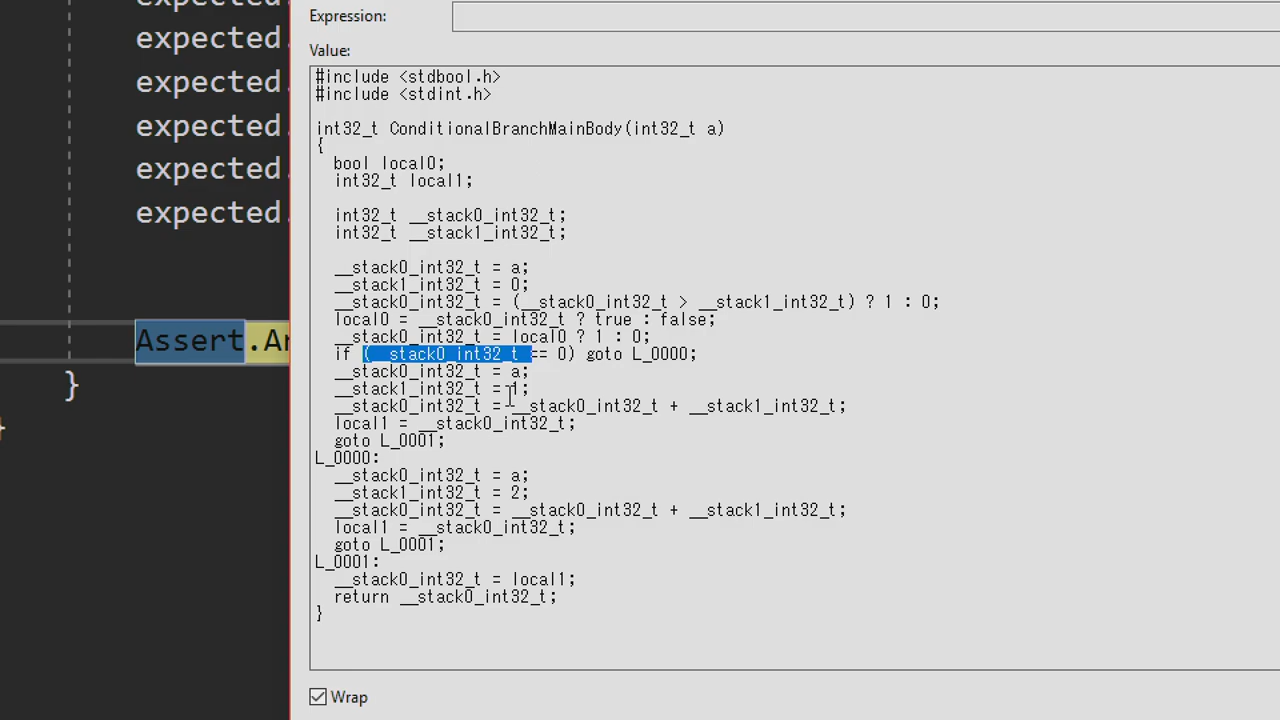 expected.
expected.
expected.
expected.
expected.
Assert.Ar
}
Expression:
Value:
#include <stdbool.h>
#include <stdint.h>
int32_t ConditionalBranchMainBody(int32_t a)
{
bool local0;
int32_t local1;
int32_t __stack0_int32_t;
int32_t __stack1_int32_t;
__stack0_int32_t = a;
__stack1_int32_t = 0;
__stack0_int32_t = (__stack0_int32_t > __stack1_int32_t) ? 1 : 0;
local0 = __stack0_int32_t ? true : false;
__stack0_int32_t = local0 ? 1 : 0;
if (__stack0_int32_t == 0) goto L_0000;
__stack0_int32_t = a;
__stack1_int32_t = 1;
__stack0_int32_t = __stack0_int32_t + __stack1_int32_t;
local1 = __stack0_int32_t;
goto L_0001;
L_0000:
__stack0_int32_t = a;
__stack1_int32_t = 2;
__stack0_int32_t = __stack0_int32_t + __stack1_int32_t;
local1 = __stack0_int32_t;
goto L_0001;
L_0001:
__stack0_int32_t = local1;
return __stack0_int32_t;
}
Wrap